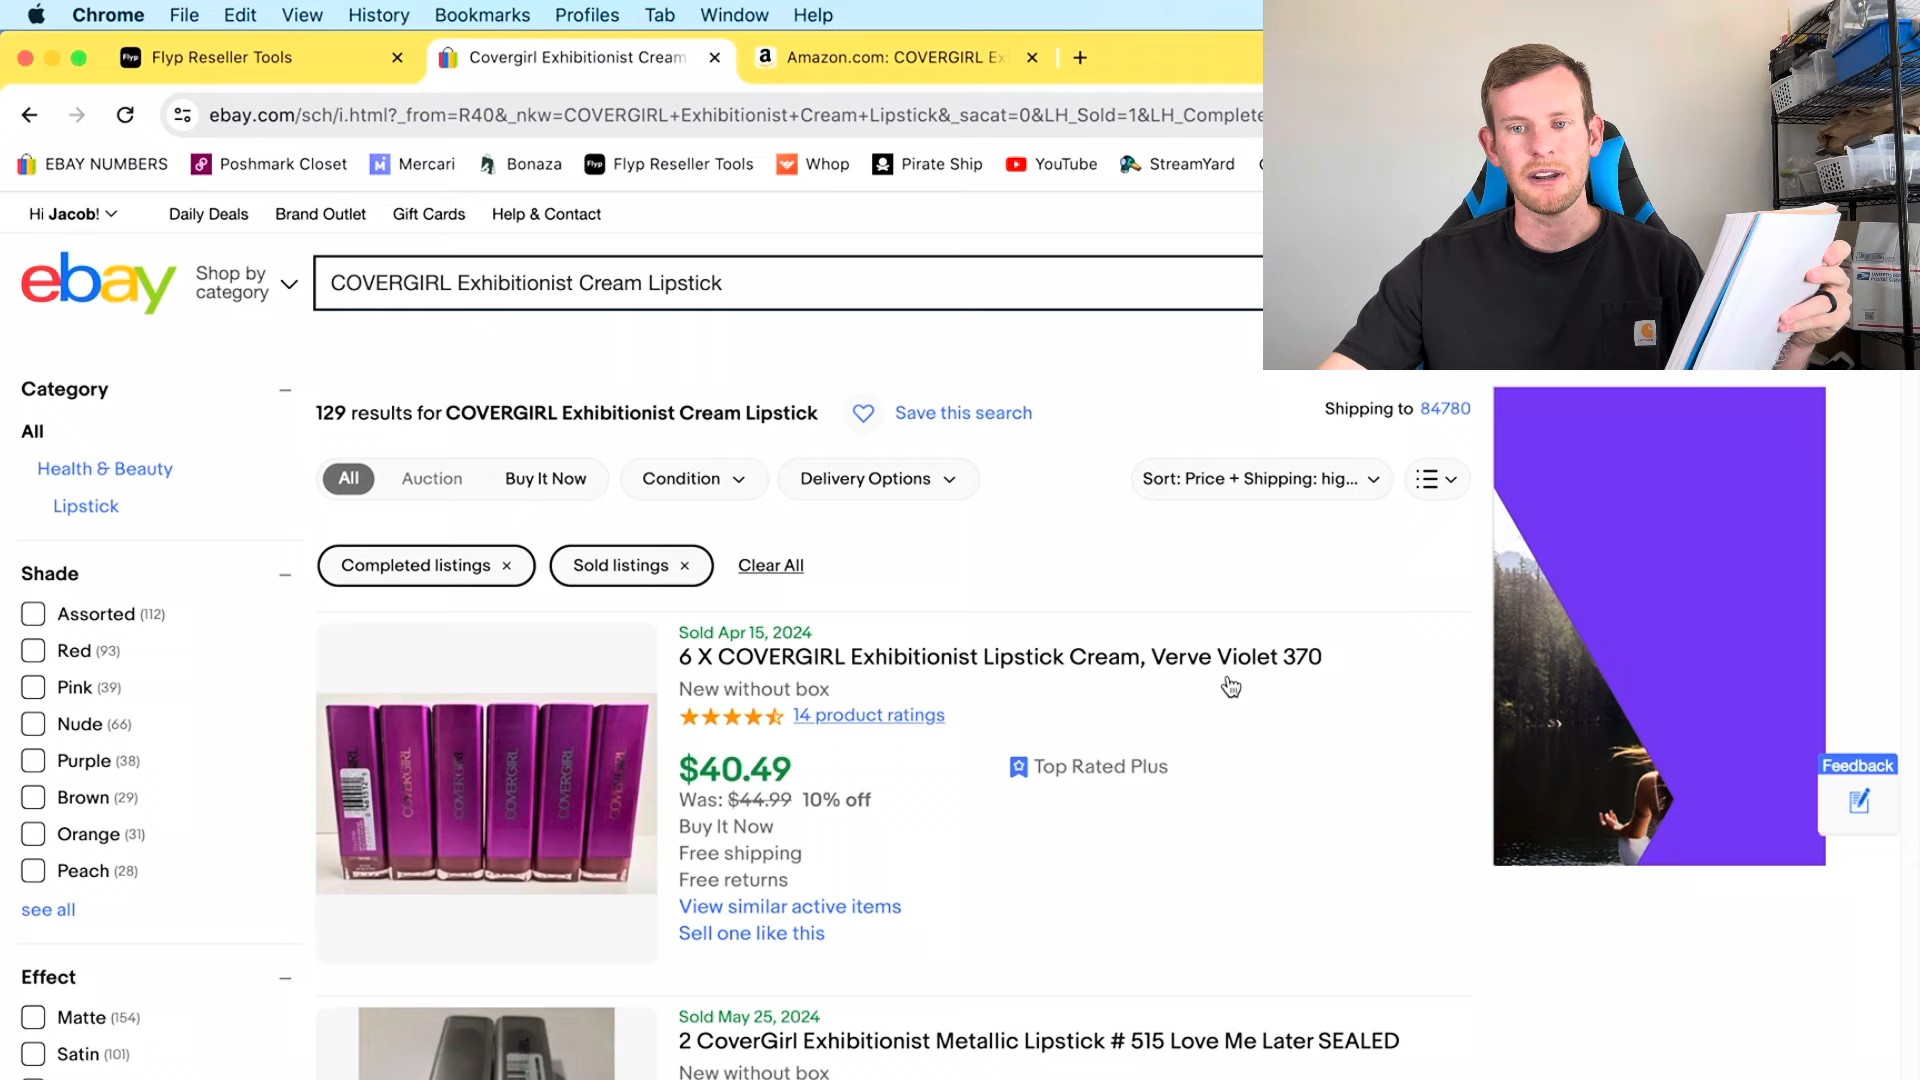 Chrome File Edit View History Bookmarks Profiles Tab Window Help
Flyp Flyp Reseller Tools
Covergirl Exhibitionist Cream
a Amazon.com: COVERGIRL Ex
ebay.com/sch/i.html?_from=R40&_nkw=COVERGIRL+Exhibitionist+Cream+Lipstick&_sacat=0&LH_Sold=1&LH_Complete
EBAY NUMBERS Poshmark Closet Mercari Bonaza Flyp Flyp Reseller Tools Whop Pirate Ship YouTube StreamYard
Hi Jacob! Daily Deals Brand Outlet Gift Cards Help & Contact
ebay
Shop by
category
COVERGIRL Exhibitionist Cream Lipstick
Category
All
Health & Beauty
Lipstick
Shade
Assorted (112)
Red (93)
Pink (39)
Nude (66)
Purple (38)
Brown (29)
Orange (31)
Peach (28)
see all
Effect
Matte (154)
Satin (101)
129 results for COVERGIRL Exhibitionist Cream Lipstick
Save this search
Shipping to 84780
All Auction Buy It Now
Condition
Delivery Options
Sort: Price + Shipping: hig...
Completed listings ×
Sold listings ×
Clear All
COVERGIRL
COVERGIRL
COVERGIRL
COVERGIRL
COVERGIRL
COVERGIRL
Sold Apr 15, 2024
6 X COVERGIRL Exhibitionist Lipstick Cream, Verve Violet 370
New without box
14 product ratings
$40.49
Was: $44.99 10% off
Buy It Now
Free shipping
Free returns
View similar active items
Sell one like this
Top Rated Plus
Sold May 25, 2024
2 CoverGirl Exhibitionist Metallic Lipstick # 515 Love Me Later SEALED
New without box
Feedback